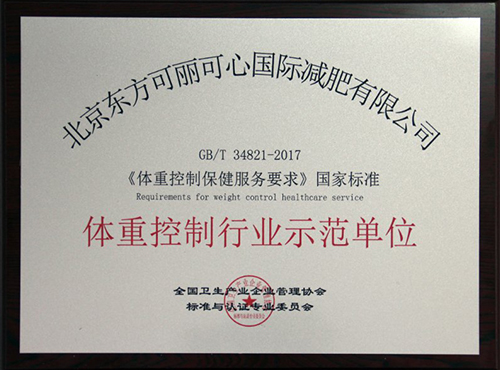 北京东方可丽可心国际减肥有限公司
GB/T 34821-2017
《体重控制保健服务要求》国家标准
Requirements for weight control healthcare service
体重控制行业示范单位
全国卫生产业企业管理协会
标准与认证专业委员会